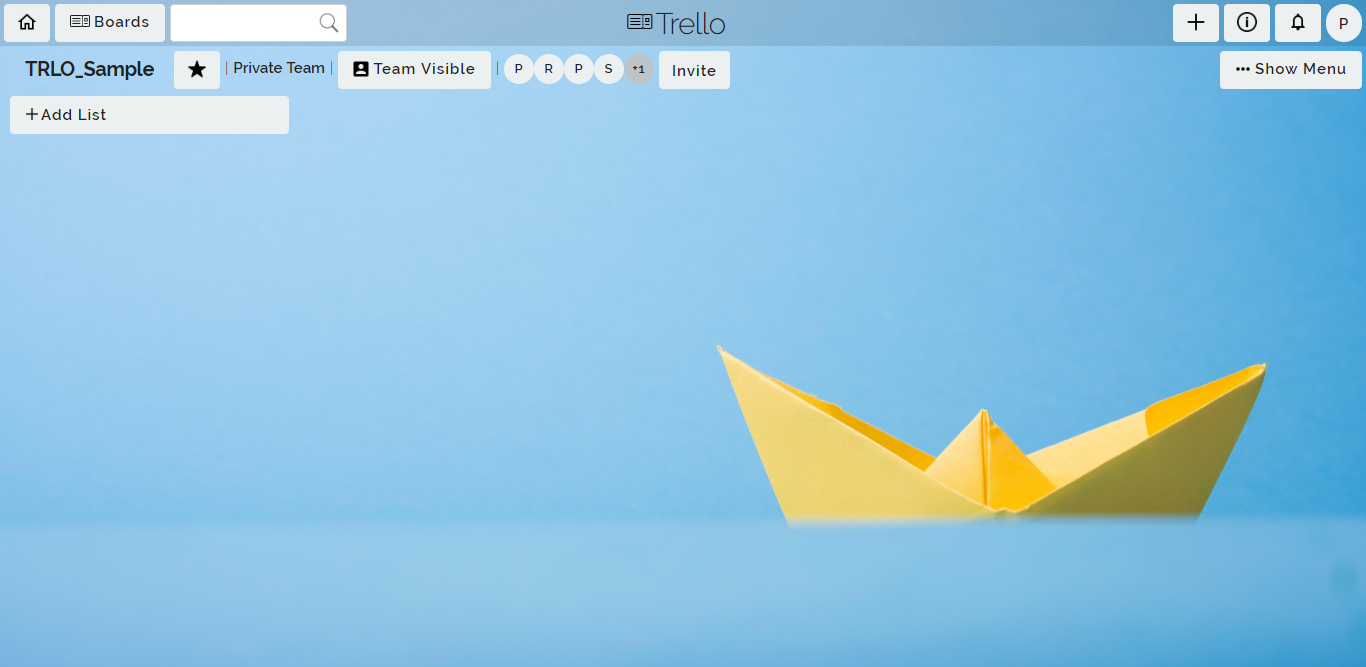 Boards
Trello
P
TRLO_Sample
| Private Team |
Team Visible
|
P R P S +1
Invite
Show Menu
Add List